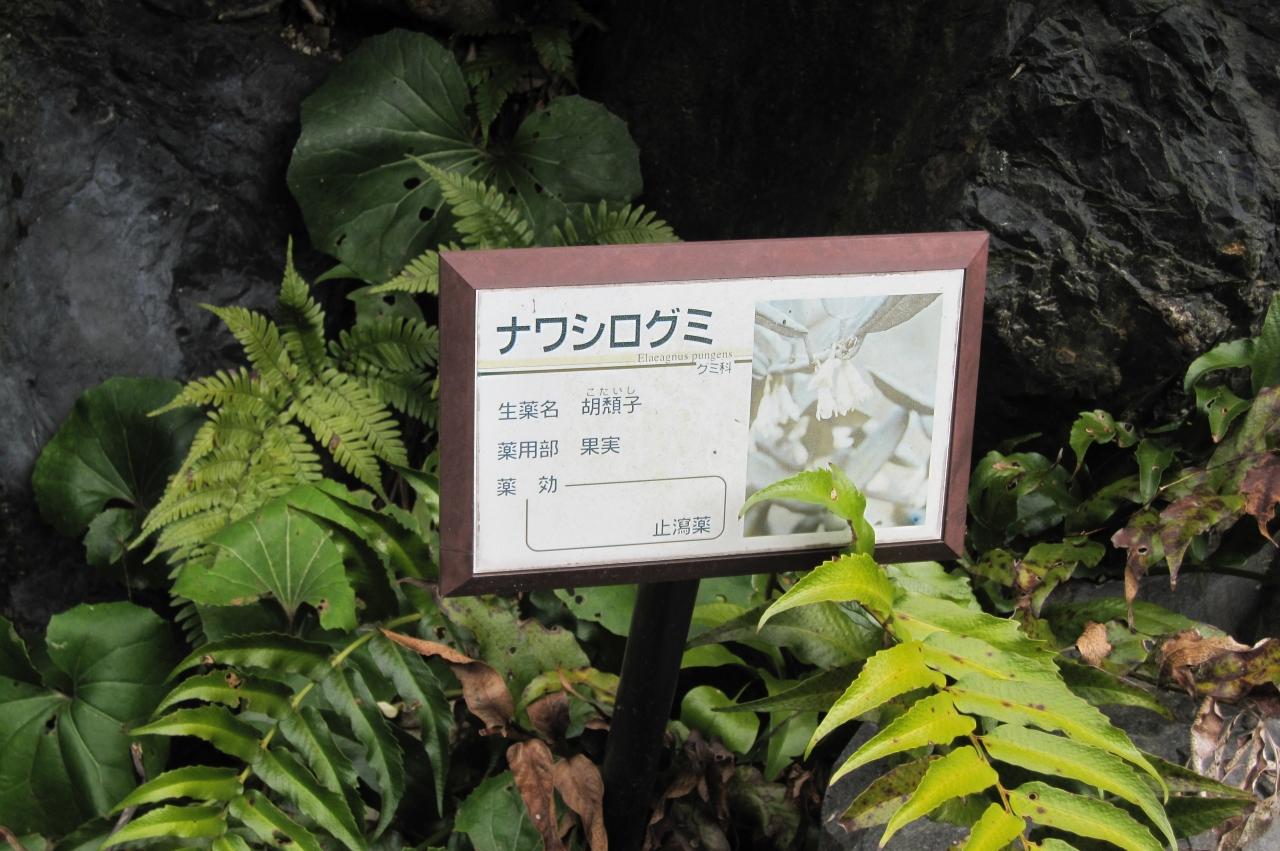 ナワシログミ
Elaeagnus pungens
グミ科
こたいし
生薬名 胡頽子
薬用部 果実
薬 効
止瀉薬